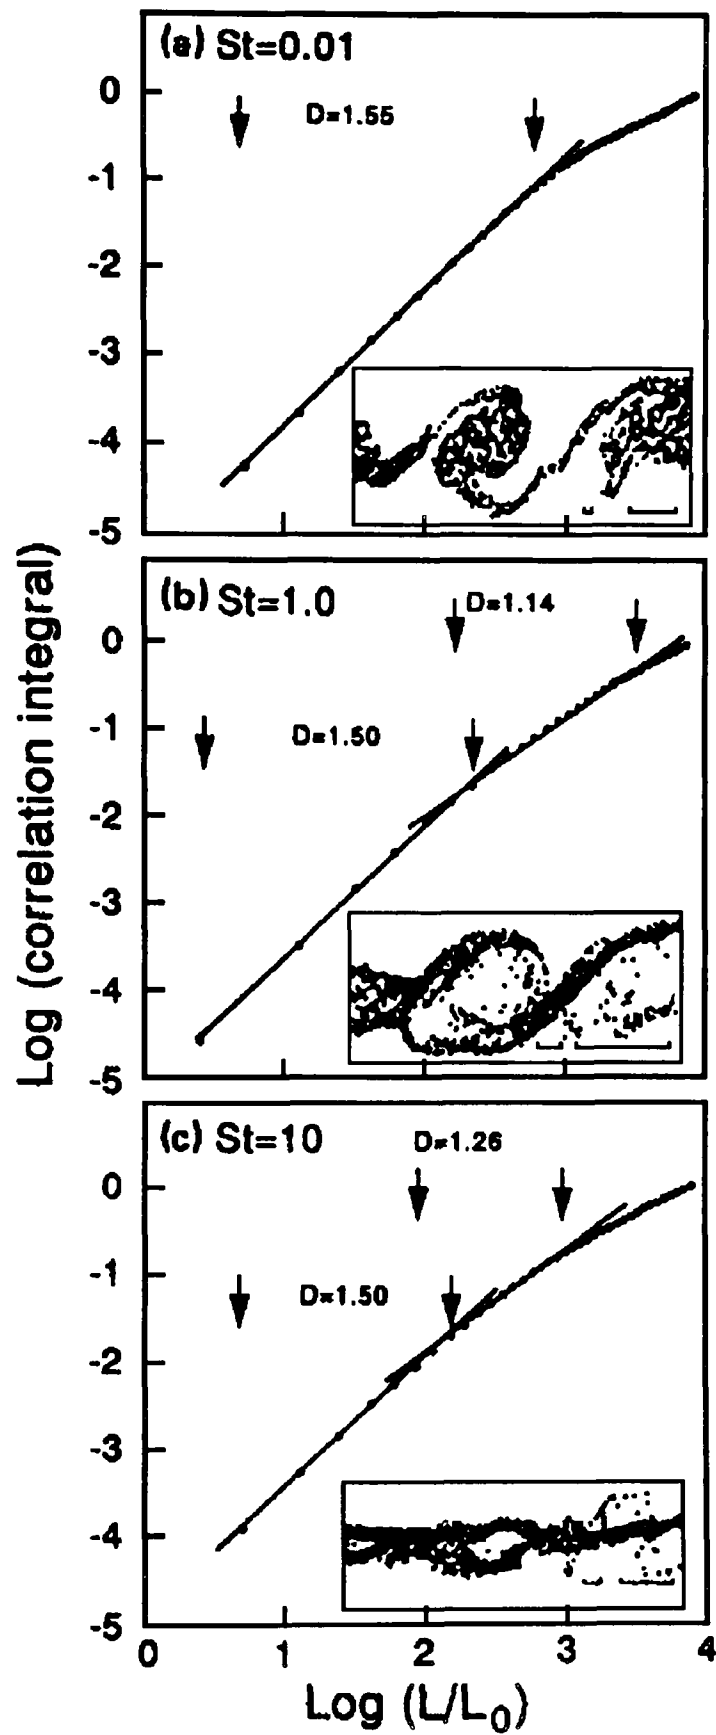 (a) St=0.01
0
D=1.55
-1
-2
-3
-4
-5
(b) St=1.0
D=1.14
0
-1
D=1.50
-2
-3
-4
-5
(c) St=10
D=1.26
0
-1
D=1.50
-2
-3
-4
-5
0 1 2 3 4
Log (L/L₀)
Log (correlation integral)